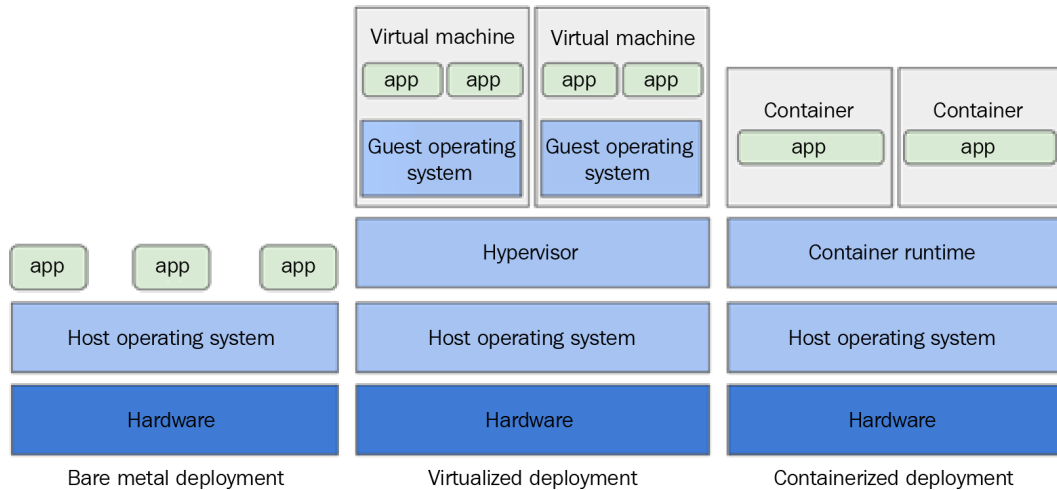 Virtual machine
app
app
Guest operating
system
Virtual machine
app
app
Guest operating
system
Container
app
Container
app
app
app
app
Hypervisor
Container runtime
Host operating system
Host operating system
Host operating system
Hardware
Hardware
Hardware
Bare metal deployment
Virtualized deployment
Containerized deployment